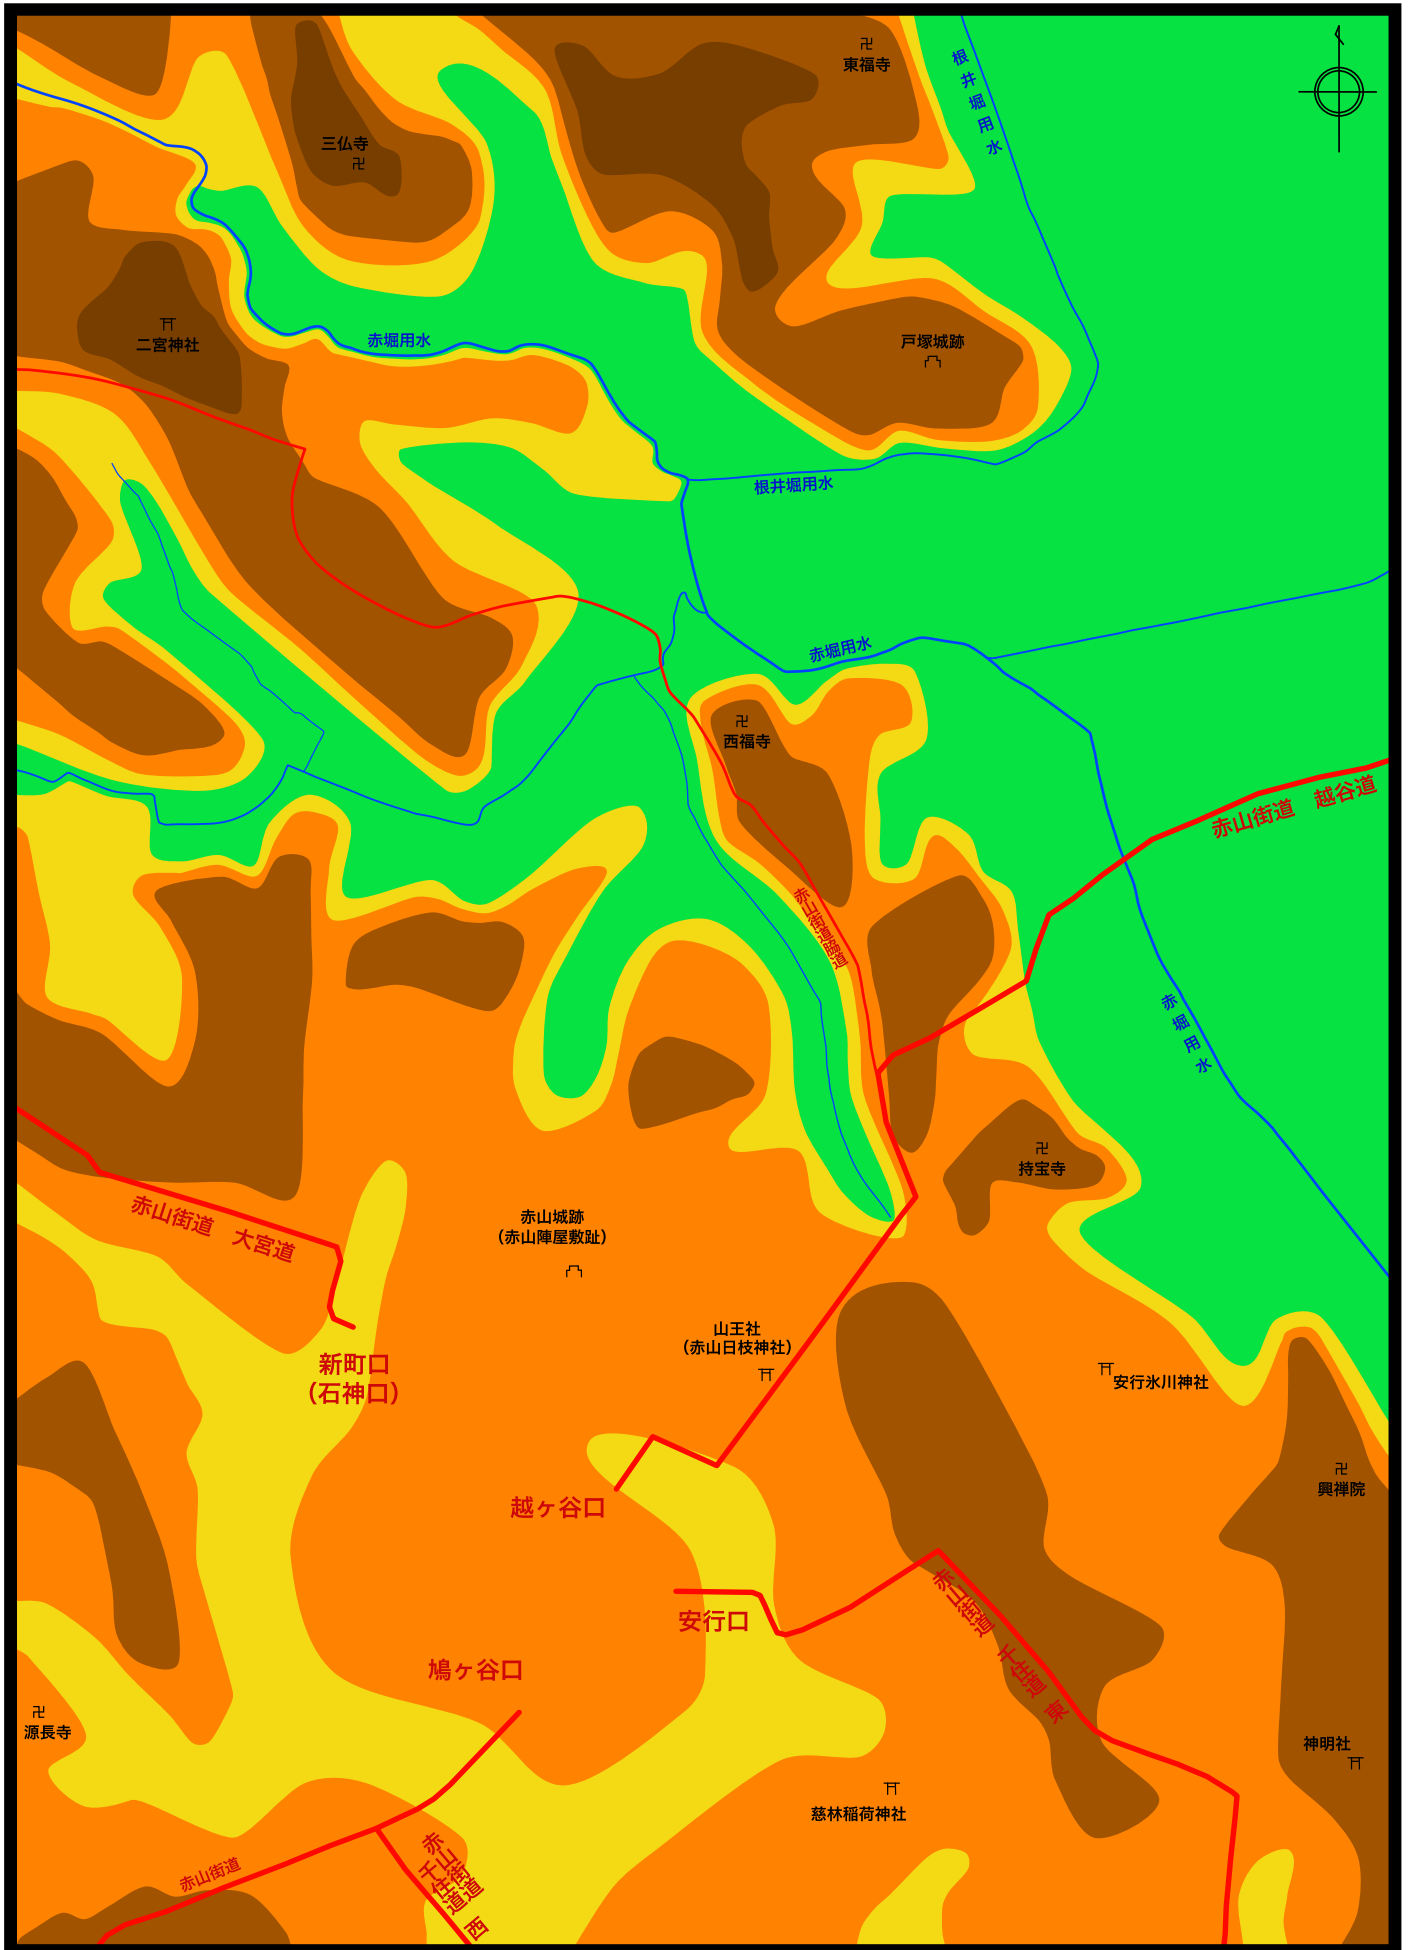 東福寺
根井堀用水
三仏寺
二宮神社
赤堀用水
戸塚城跡
根井堀用水
赤堀用水
西福寺
赤山街道　越谷道
赤山街道脇道
赤堀用水
持宝寺
赤山街道　大宮道
赤山城跡
（赤山陣屋敷趾）
山王社
（赤山日枝神社）
新町口
（石神口）
安行氷川神社
興禅院
越ヶ谷口
赤山街道　千住道　東
安行口
鳩ヶ谷口
源長寺
神明社
慈林稲荷神社
赤山街道
赤山街道
千住道　西